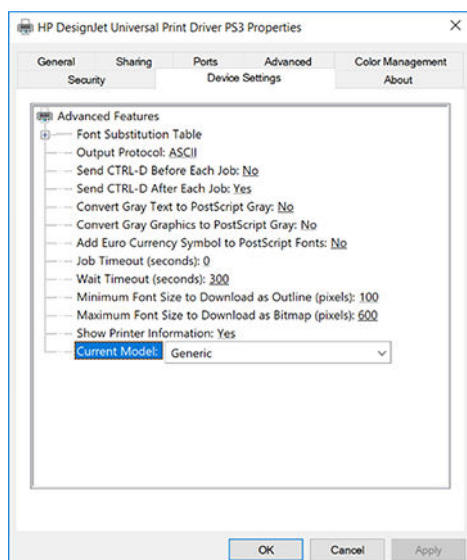 HP DesignJet Universal Print Driver PS3 Properties
General Sharing Ports Advanced Color Management
Security Device Settings About
Advanced Features
Font Substitution Table
Output Protocol: ASCII
Send CTRL-D Before Each Job: No
Send CTRL-D After Each Job: Yes
Convert Gray Text to PostScript Gray: No
Convert Gray Graphics to PostScript Gray: No
Add Euro Currency Symbol to PostScript Fonts: No
Job Timeout (seconds): 0
Wait Timeout (seconds): 300
Minimum Font Size to Download as Outline (pixels): 100
Maximum Font Size to Download as Bitmap (pixels): 600
Show Printer Information: Yes
Current Model: Generic
OK Cancel Apply